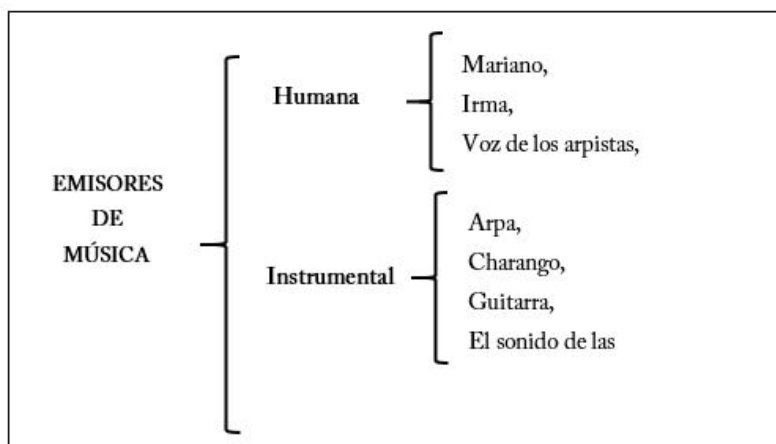 EMISORES
DE
MÚSICA
Humana
Mariano,
Irma,
Voz de los arpistas,
Instrumental
Arpa,
Charango,
Guitarra,
El sonido de las